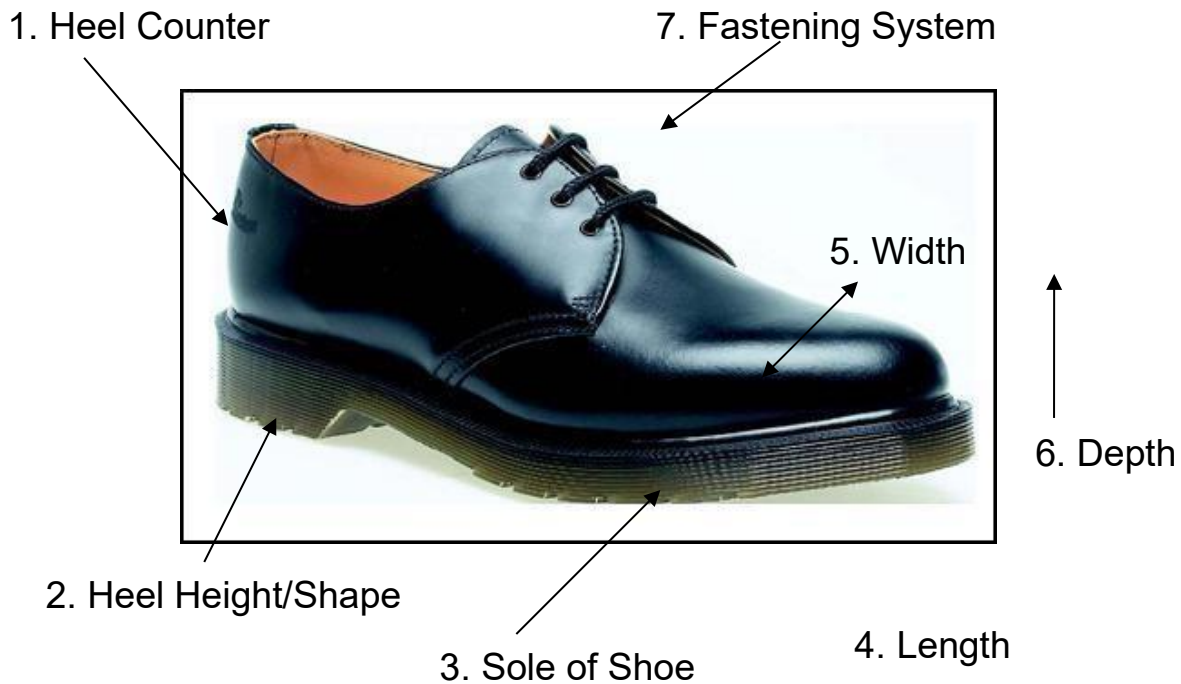 1. Heel Counter
7. Fastening System
5. Width
6. Depth
2. Heel Height/Shape
4. Length
3. Sole of Shoe